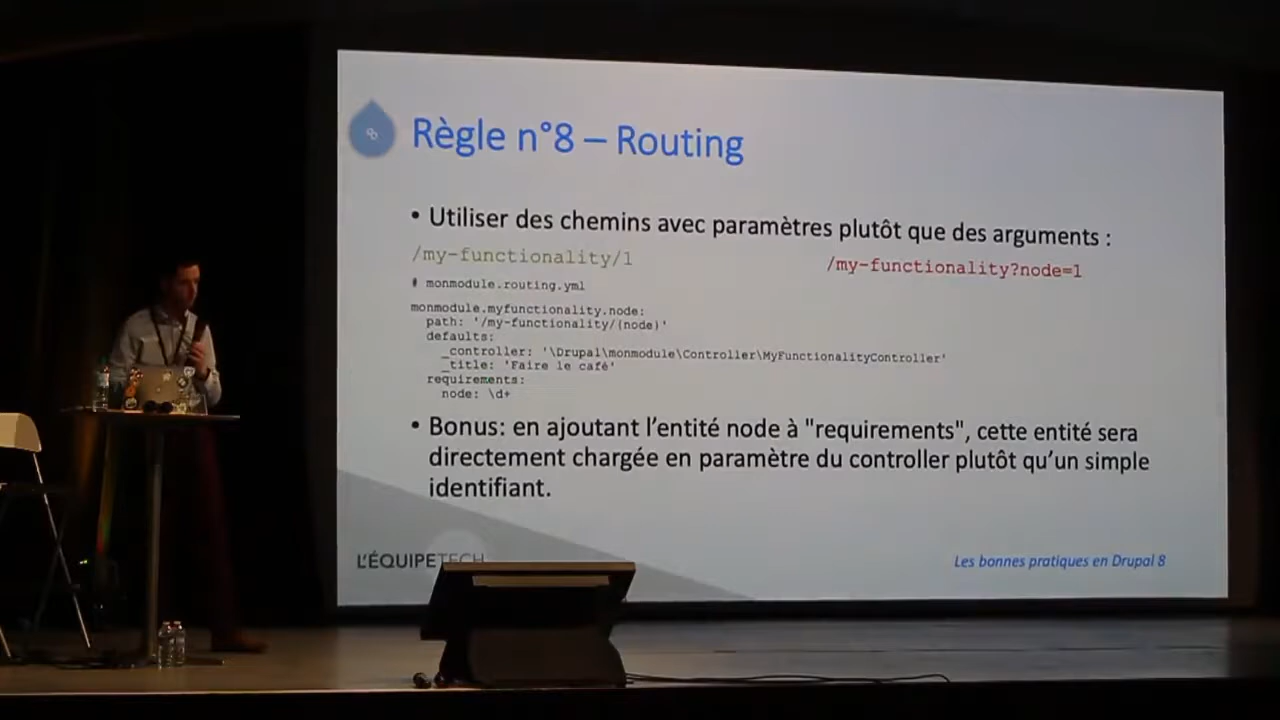 Règle n°8 – Routing
• Utiliser des chemins avec paramètres plutôt que des arguments :
/my-functionality/1
/my-functionality?node=1
# monmodule.routing.yml
monmodule.myfunctionality.node:
path: '/my-functionality/{node}'
defaults:
_controller: '\Drupal\monmodule\Controller\MyFunctionalityController'
_title: 'Faire le café'
requirements:
node: \d+
• Bonus: en ajoutant l'entité node à "requirements", cette entité sera
directement chargée en paramètre du controller plutôt qu'un simple
identifiant.
L'ÉQUIPETECH
Les bonnes pratiques en Drupal 8